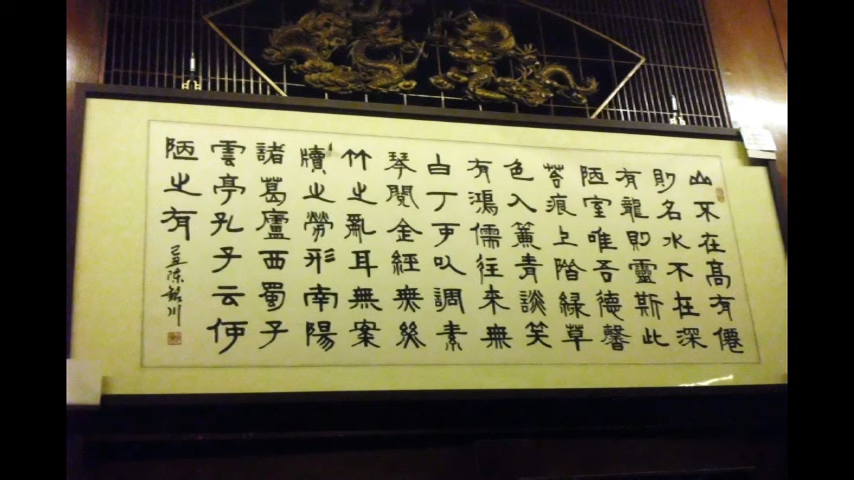 山不在高有僊
則名水不在深
有龍則靈斯此
陋室唯吾德馨
苔痕上階綠草
色入簾青談笑
有鴻儒往來無
白丁可以調素
琴閱金經無絲
竹之亂耳無案
牘之勞形南陽
諸葛廬西蜀子
雲亭孔子云何
陋之有
己丑陈銘川